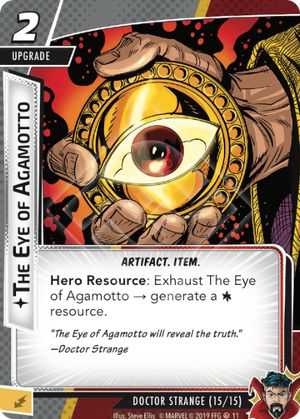 2
UPGRADE
THE EYE OF AGAMOTTO
ARTIFACT. ITEM.
Hero Resource: Exhaust The Eye
of Agamotto → generate a
resource.
"The Eye of Agamotto will reveal the truth."
—Doctor Strange
DOCTOR STRANGE (15/15)
Illus. Steve Ellis © MARVEL © 2019 FFG 11